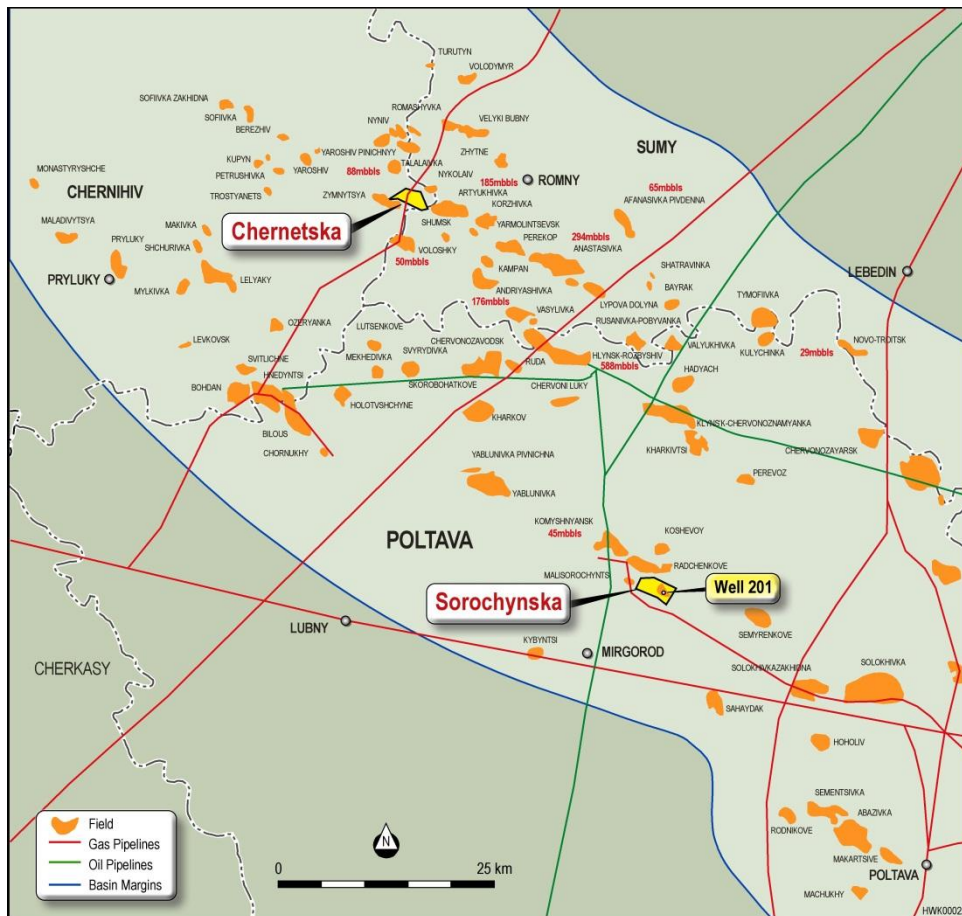 TURUTYN
VOLODYMYR
SOFIIVKA ZAKHIDNA
SOFIIVKA
BEREZHIV
ROMASHYVKA
NYNIV
VELYKI BUBNY
SUMY
MONASTYRYSHCHE
KUPYN
YAROSHIV PINICHNYY
ZHYTNE
PETRUSHIVKA
YAROSHIV
88mbbls
TALALAIVKA
CHERNIHIV
TROSTYANETS
ZYMNYTSYA
NYKOLAIV
185mbbls
ROMNY
65mbbls
ARTYUKHIVKA
KORZHIVKA
AFANASIVKA PIVDENNA
MALADIVYTSYA
Chernetska
SHUMSK
YARMOLINTSEVSK
MAKIVKA
PRYLUKY
SHCHURIVKA
VOLOSHKY
PEREKOP
294mbbls
ANASTASIVKA
50mbbls
KAMPAN
SHATRAVINKA
LEBEDIN
PRYLUKY
MYLKIVKA
LELYAKY
ANDRIYASHIVKA
BAYRAK
176mbbls
VASYLIVKA
LYPOVA DOLYNA
TYMOFIIVKA
OZERYANKA
LUTSENKOVE
RUSANIVKA-POBYVANKA
LEVKOVSK
MEKHEDIVKA
SVYRYDIVKA
CHERVONOZAVODSK
VALYUKHIVKA
KULYCHINKA
29mbbls
NOVO-TROITSK
SVITLICHNE
HNEDYNTSI
RUDA
HLYNSK-ROZBYSHIV
588mbbls
BOHDAN
SKOROBOHATKOVE
CHERVONI LUKY
HADYACH
HOLOTVSHCHYNE
KHARKOV
KLYNSK-CHERVONOZNAMYANKA
BILOUS
CHORNUKHY
KHARKIVTSI
CHERVONOZAYARSK
YABLUNIVKA PIVNICHNA
PEREVOZ
YABLUNIVKA
KOMYSHNYANSK
45mbbls
KOSHEVOY
POLTAVA
RADCHENKOVE
MALISOROCHYNTS
Sorochynska
Well 201
LUBNY
SEMYRENKOVE
KYBYNTSI
MIRGOROD
CHERKASY
SOLOKHIVKAZAKHIDNA
SOLOKHIVKA
SAHAYDAK
HOHOLIV
SEMENTSIVKA
ABAZIVKA
RODNIKOVE
MAKARTSIVE
POLTAVA
MACHUKHY
Field
Gas Pipelines
Oil Pipelines
Basin Margins
N
0
25 km
HWK0002